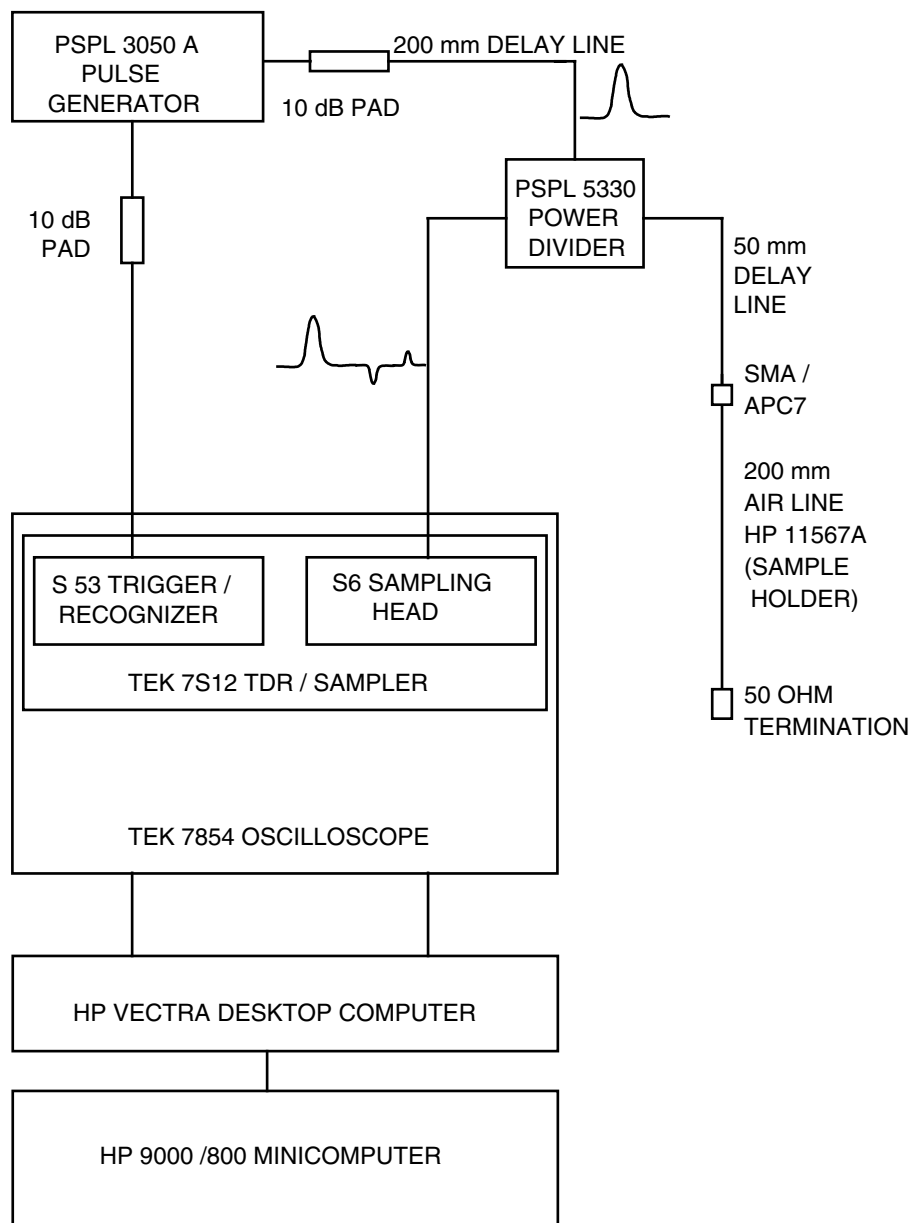 PSPL 3050 A
PULSE
GENERATOR
200 mm DELAY LINE
10 dB PAD
10 dB
PAD
PSPL 5330
POWER
DIVIDER
50 mm
DELAY
LINE
SMA /
APC7
200 mm
AIR LINE
HP 11567A
(SAMPLE
HOLDER)
50 OHM
TERMINATION
S 53 TRIGGER /
RECOGNIZER
S6 SAMPLING
HEAD
TEK 7S12 TDR / SAMPLER
TEK 7854 OSCILLOSCOPE
HP VECTRA DESKTOP COMPUTER
HP 9000 /800 MINICOMPUTER